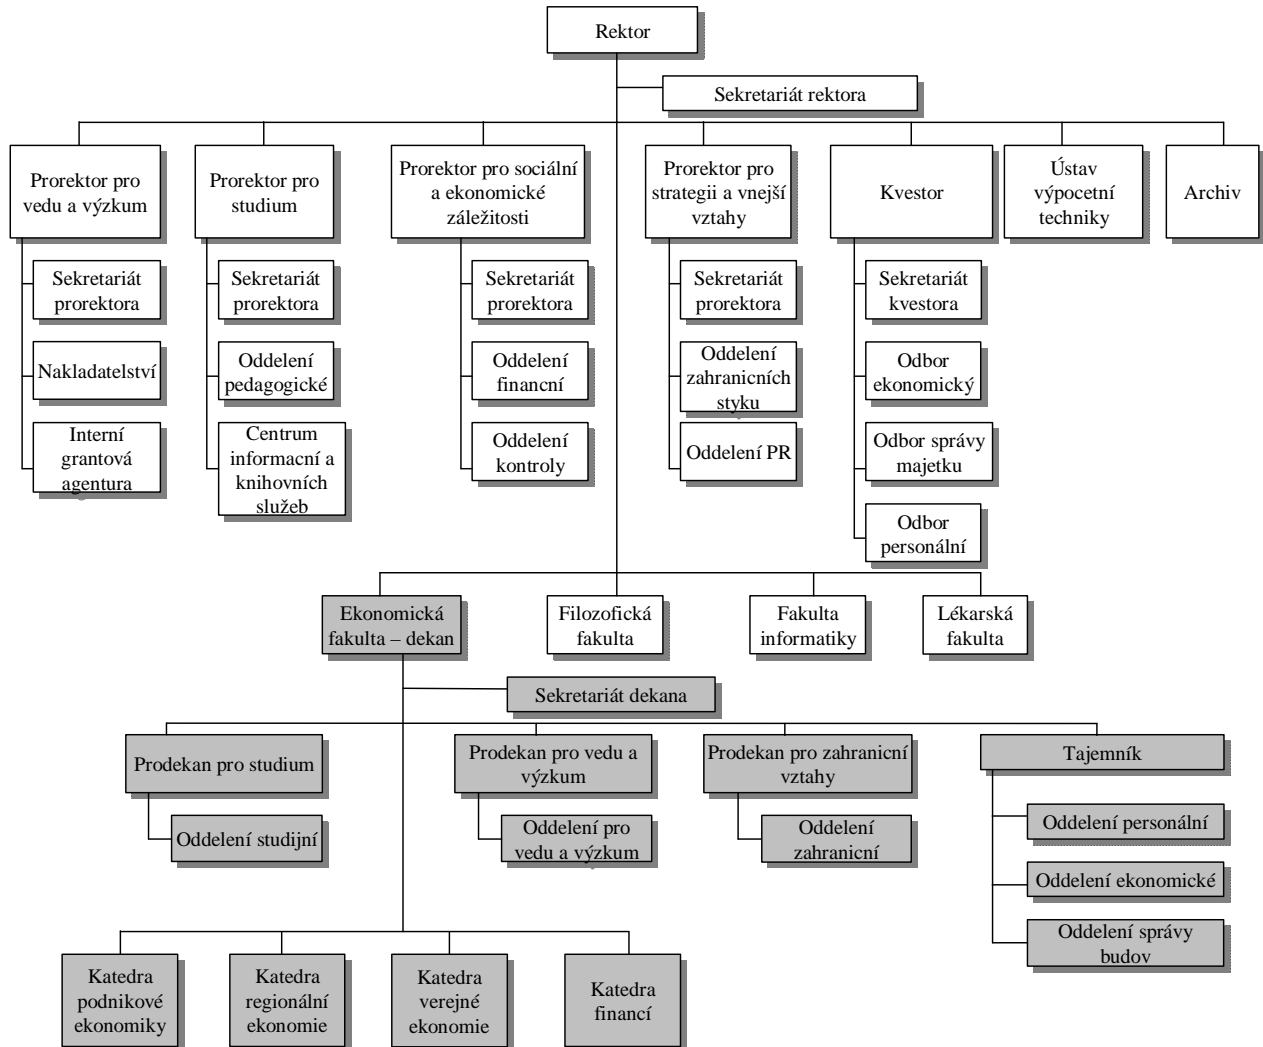 Rektor
Sekretariát rektora
Prorektor pro
vedu a výzkum
Prorektor pro
studium
Prorektor pro sociální
a ekonomické
záležitosti
Prorektor pro
strategii a vnejší
vztahy
Kvestor
Ústav
výpocetní
techniky
Archiv
Sekretariát
prorektora
Nakladatelství
Interní
grantová
agentura
Sekretariát
prorektora
Oddelení
pedagogické
Centrum
informacní a
knihovních
služeb
Sekretariát
prorektora
Oddelení
financní
Oddelení
kontroly
Sekretariát
prorektora
Oddelení
zahranicních
styku
Oddelení PR
Sekretariát
kvestora
Odbor
ekonomický
Odbor správy
majetku
Odbor
personální
Ekonomická
fakulta – dekan
Filozofická
fakulta
Fakulta
informatiky
Lékarská
fakulta
Sekretariát dekana
Prodekan pro studium
Prodekan pro vedu a
výzkum
Prodekan pro zahranicní
vztahy
Tajemník
Oddelení studijní
Oddelení pro
vedu a výzkum
Oddelení
zahranicní
Oddelení personální
Oddelení ekonomické
Oddelení správy
budov
Katedra
podnikové
ekonomiky
Katedra
regionální
ekonomie
Katedra
verejné
ekonomie
Katedra
financí